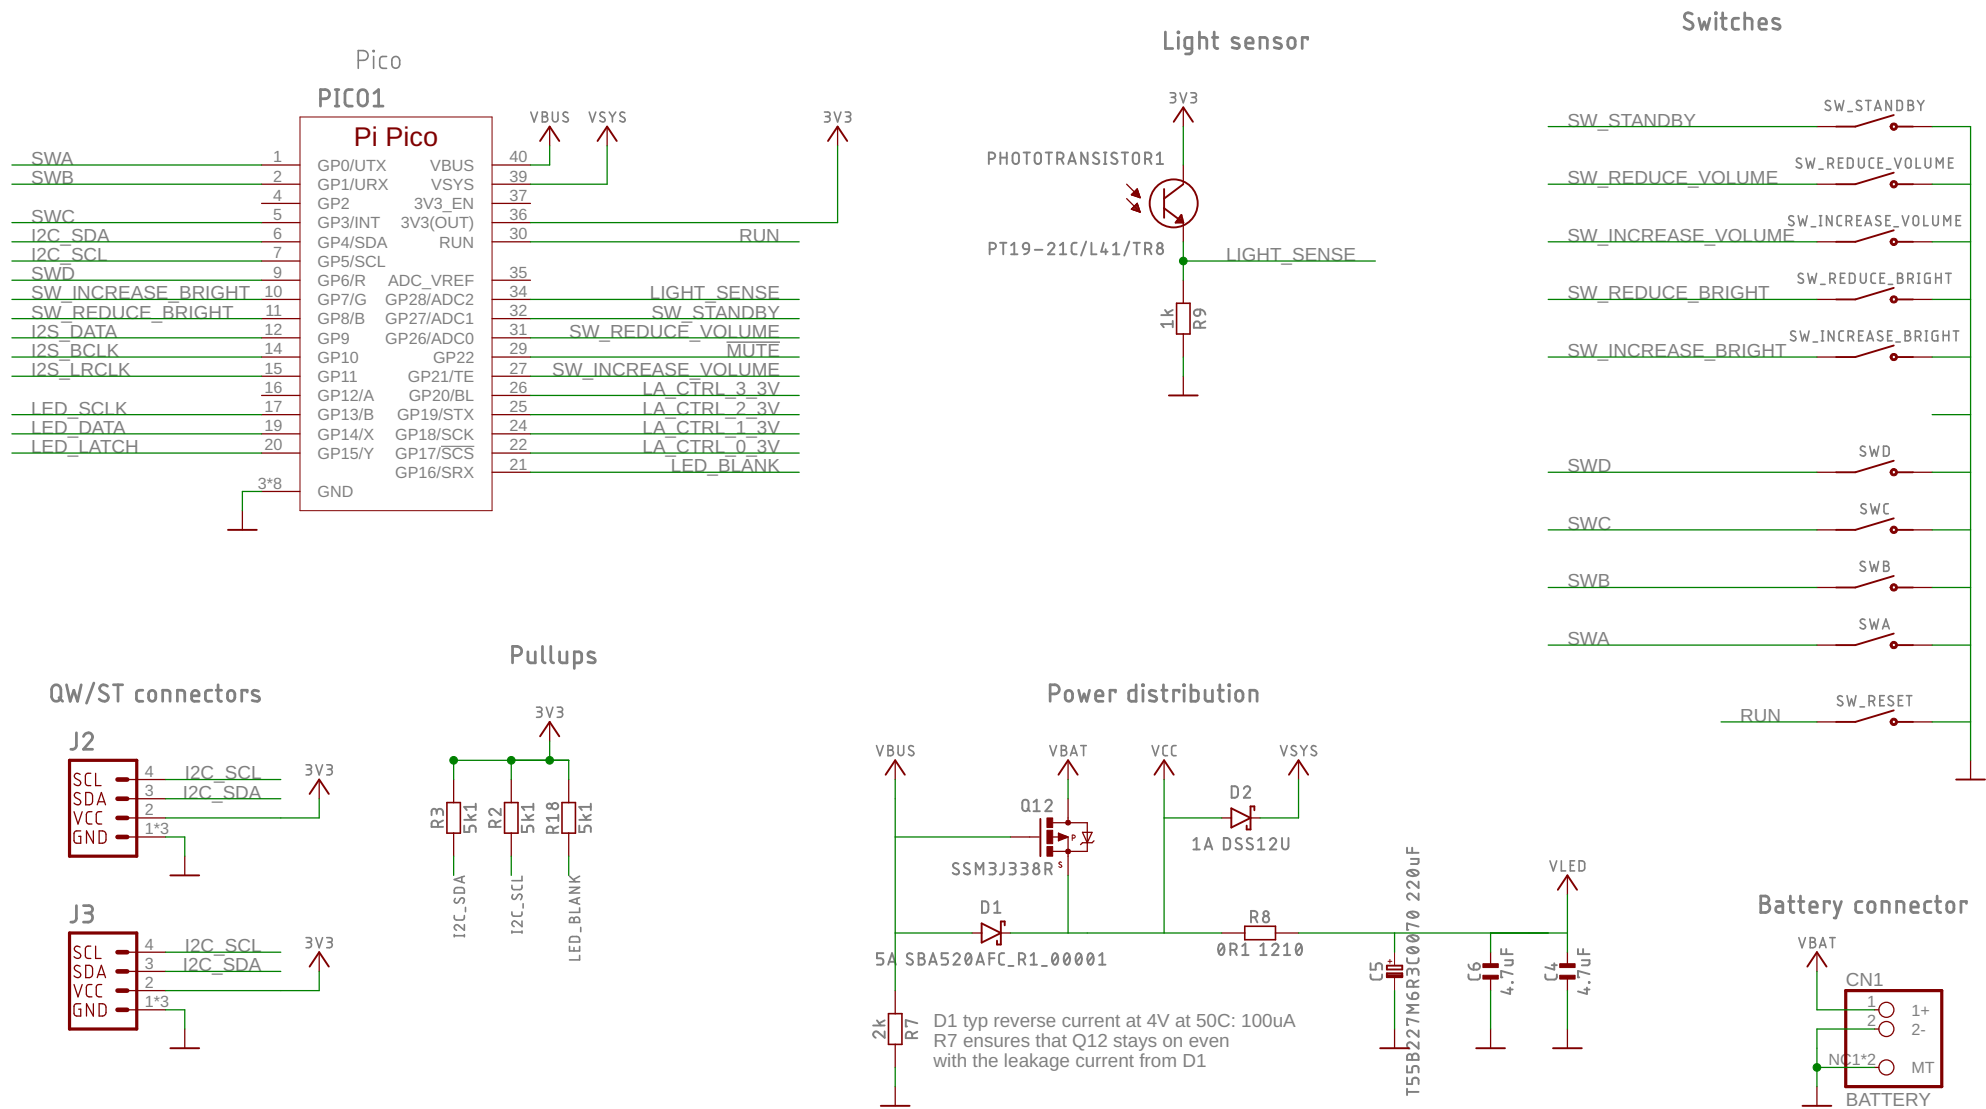 Pico
PICO1
Pi Pico
SWA 1 GP0/UTX VBUS 40 VBUS
SWB 2 GP1/URX VSYS 39 VSYS
4 GP2 3V3_EN 37
SWC 5 GP3/INT 3V3(OUT) 36 3V3
I2C_SDA 6 GP4/SDA RUN 30 RUN
I2C_SCL 7 GP5/SCL
SWD 9 GP6/R ADC_VREF 35
SW_INCREASE_BRIGHT 10 GP7/G GP28/ADC2 34 LIGHT_SENSE
SW_REDUCE_BRIGHT 11 GP8/B GP27/ADC1 32 SW_STANDBY
I2S_DATA 12 GP9 GP26/ADC0 31 SW_REDUCE_VOLUME
I2S_BCLK 14 GP10 GP22 29 MUTE
I2S_LRCLK 15 GP11 GP21/TE 27 SW_INCREASE_VOLUME
16 GP12/A GP20/BL 26 LA_CTRL_3_3V
LED_SCLK 17 GP13/B GP19/STX 25 LA_CTRL_2_3V
LED_DATA 19 GP14/X GP18/SCK 24 LA_CTRL_1_3V
LED_LATCH 20 GP15/Y GP17/SCS 22 LA_CTRL_0_3V
GP16/SRX 21 LED_BLANK
3*8 GND
Light sensor
3V3
PHOTOTRANSISTOR1
PT19-21C/L41/TR8
LIGHT_SENSE
1k R9
Switches
SW_STANDBY SW_STANDBY
SW_REDUCE_VOLUME SW_REDUCE_VOLUME
SW_INCREASE_VOLUME SW_INCREASE_VOLUME
SW_REDUCE_BRIGHT SW_REDUCE_BRIGHT
SW_INCREASE_BRIGHT SW_INCREASE_BRIGHT
SWD SWD
SWC SWC
SWB SWB
SWA SWA
RUN SW_RESET
QW/ST connectors
J2
SCL 4 I2C_SCL
SDA 3 I2C_SDA
VCC 2 3V3
GND 1*3
J3
SCL 4 I2C_SCL
SDA 3 I2C_SDA
VCC 2 3V3
GND 1*3
Pullups
3V3
R3 5k1 R2 5k1 R18 5k1
I2C_SDA I2C_SCL LED_BLANK
Power distribution
VBUS VBAT VCC VSYS
Q12
SSM3J338R
P
S
D2
1A DSS12U
D1
5A SBA520AFC_R1_00001
R8
0R1 1210
VLED
C5 T55B227M6R3C0070 220uF
C6 4.7uF
C4 4.7uF
2k R7
D1 typ reverse current at 4V at 50C: 100uA
R7 ensures that Q12 stays on even
with the leakage current from D1
Battery connector
VBAT
CN1
1 1+
2 2-
NC1*2 MT
BATTERY